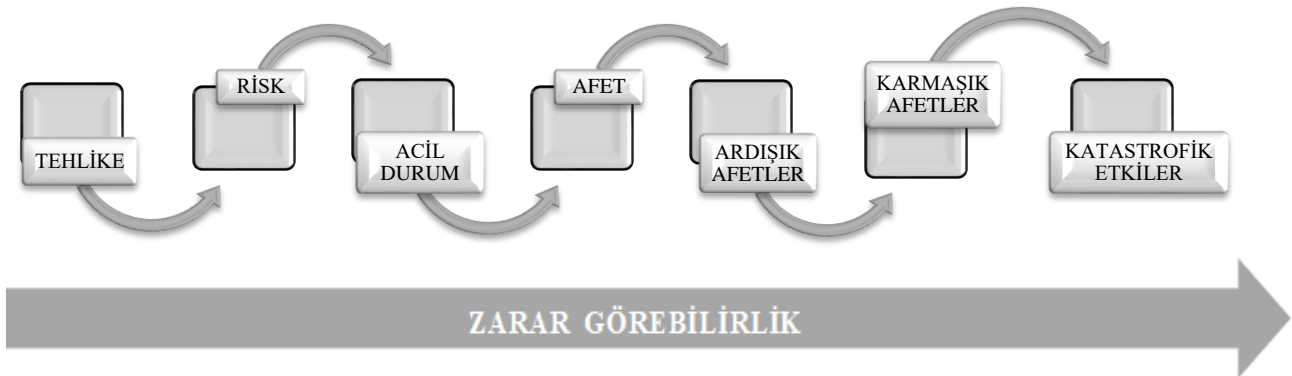 TEHLİKE
RİSK
ACİL
DURUM
AFET
ARDIŞIK
AFETLER
KARMAŞIK
AFETLER
KATASTROFİK
ETKİLER
ZARAR GÖREBİLİRLİK